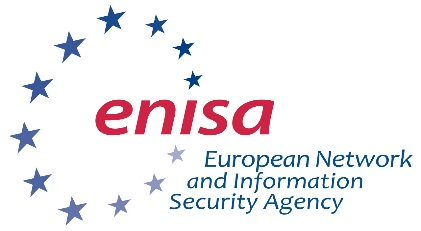 enisa
European Network
and Information
Security Agency